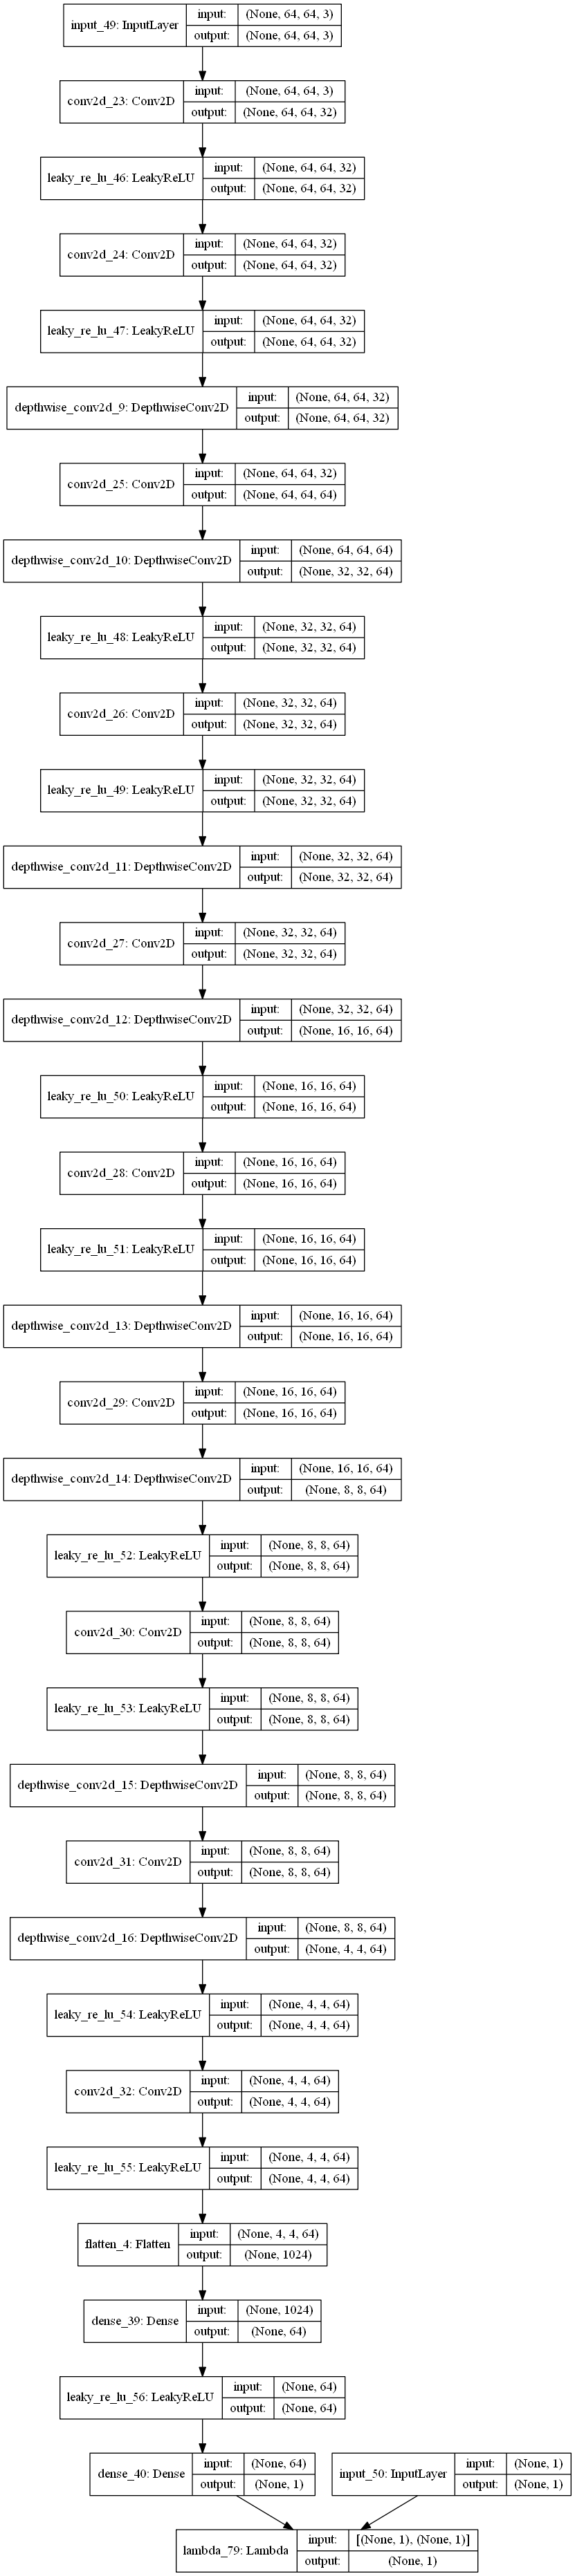 input_49: InputLayer input: (None, 64, 64, 3)
output: (None, 64, 64, 3)
conv2d_23: Conv2D input: (None, 64, 64, 3)
output: (None, 64, 64, 32)
leaky_re_lu_46: LeakyReLU input: (None, 64, 64, 32)
output: (None, 64, 64, 32)
conv2d_24: Conv2D input: (None, 64, 64, 32)
output: (None, 64, 64, 32)
leaky_re_lu_47: LeakyReLU input: (None, 64, 64, 32)
output: (None, 64, 64, 32)
depthwise_conv2d_9: DepthwiseConv2D input: (None, 64, 64, 32)
output: (None, 64, 64, 32)
conv2d_25: Conv2D input: (None, 64, 64, 32)
output: (None, 64, 64, 64)
depthwise_conv2d_10: DepthwiseConv2D input: (None, 64, 64, 64)
output: (None, 32, 32, 64)
leaky_re_lu_48: LeakyReLU input: (None, 32, 32, 64)
output: (None, 32, 32, 64)
conv2d_26: Conv2D input: (None, 32, 32, 64)
output: (None, 32, 32, 64)
leaky_re_lu_49: LeakyReLU input: (None, 32, 32, 64)
output: (None, 32, 32, 64)
depthwise_conv2d_11: DepthwiseConv2D input: (None, 32, 32, 64)
output: (None, 32, 32, 64)
conv2d_27: Conv2D input: (None, 32, 32, 64)
output: (None, 32, 32, 64)
depthwise_conv2d_12: DepthwiseConv2D input: (None, 32, 32, 64)
output: (None, 16, 16, 64)
leaky_re_lu_50: LeakyReLU input: (None, 16, 16, 64)
output: (None, 16, 16, 64)
conv2d_28: Conv2D input: (None, 16, 16, 64)
output: (None, 16, 16, 64)
leaky_re_lu_51: LeakyReLU input: (None, 16, 16, 64)
output: (None, 16, 16, 64)
depthwise_conv2d_13: DepthwiseConv2D input: (None, 16, 16, 64)
output: (None, 16, 16, 64)
conv2d_29: Conv2D input: (None, 16, 16, 64)
output: (None, 16, 16, 64)
depthwise_conv2d_14: DepthwiseConv2D input: (None, 16, 16, 64)
output: (None, 8, 8, 64)
leaky_re_lu_52: LeakyReLU input: (None, 8, 8, 64)
output: (None, 8, 8, 64)
conv2d_30: Conv2D input: (None, 8, 8, 64)
output: (None, 8, 8, 64)
leaky_re_lu_53: LeakyReLU input: (None, 8, 8, 64)
output: (None, 8, 8, 64)
depthwise_conv2d_15: DepthwiseConv2D input: (None, 8, 8, 64)
output: (None, 8, 8, 64)
conv2d_31: Conv2D input: (None, 8, 8, 64)
output: (None, 8, 8, 64)
depthwise_conv2d_16: DepthwiseConv2D input: (None, 8, 8, 64)
output: (None, 4, 4, 64)
leaky_re_lu_54: LeakyReLU input: (None, 4, 4, 64)
output: (None, 4, 4, 64)
conv2d_32: Conv2D input: (None, 4, 4, 64)
output: (None, 4, 4, 64)
leaky_re_lu_55: LeakyReLU input: (None, 4, 4, 64)
output: (None, 4, 4, 64)
flatten_4: Flatten input: (None, 4, 4, 64)
output: (None, 1024)
dense_39: Dense input: (None, 1024)
output: (None, 64)
leaky_re_lu_56: LeakyReLU input: (None, 64)
output: (None, 64)
dense_40: Dense input: (None, 64)
output: (None, 1)
input_50: InputLayer input: (None, 1)
output: (None, 1)
lambda_79: Lambda input: [(None, 1), (None, 1)]
output: (None, 1)